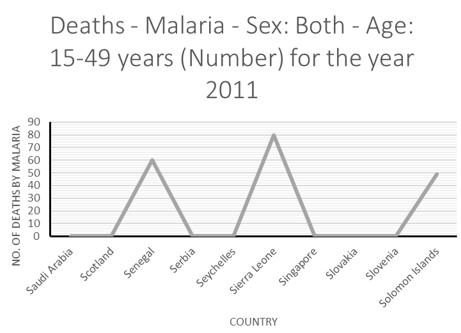 Deaths - Malaria - Sex: Both - Age:
15-49 years (Number) for the year
2011
NO. OF DEATHS BY MALARIA
90
80
70
60
50
40
30
20
10
0
Saudi Arabia
Scotland
Senegal
Serbia
Seychelles
Sierra Leone
Singapore
Slovakia
Slovenia
Solomon Islands
COUNTRY